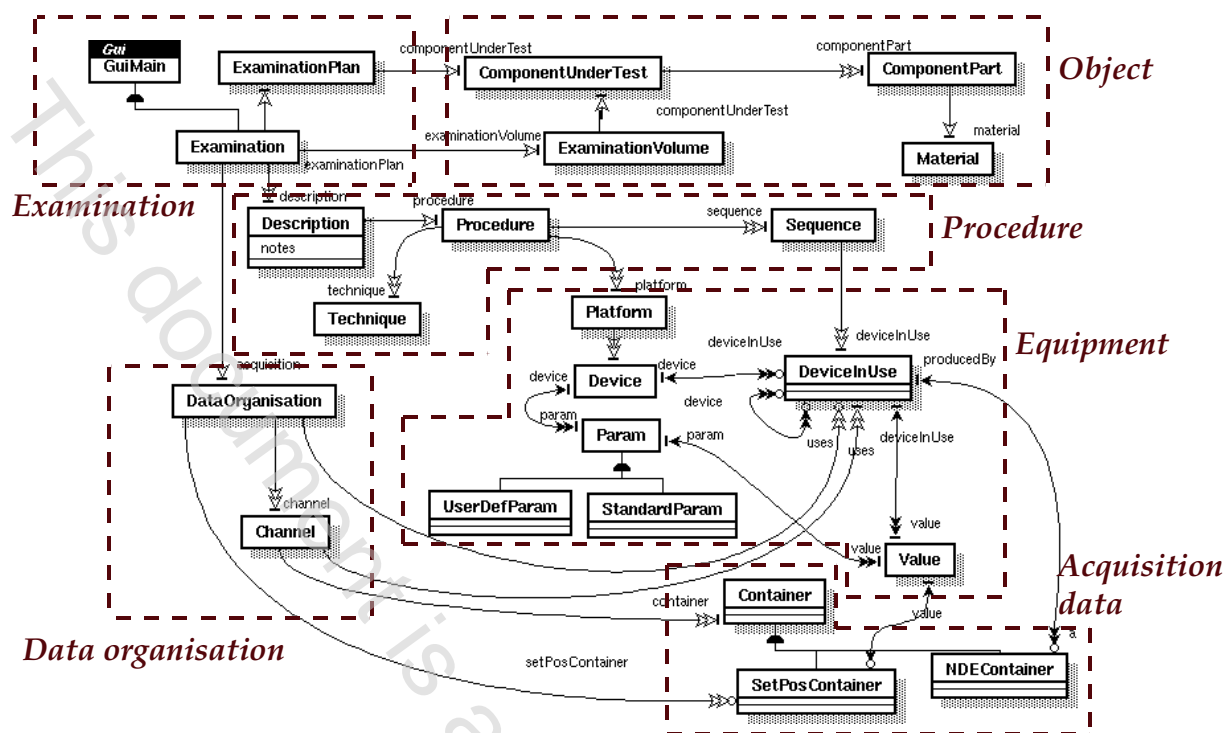 Gui
GuiMain
ExaminationPlan
componentUnderTest
ComponentUnderTest
componentPart
ComponentPart
Object
componentUnderTest
material
Examination
examinationVolume
ExaminationVolume
Material
examinationPlan
Examination
description
procedure
sequence
Description
notes
Procedure
Sequence
Procedure
technique
platform
Technique
Platform
deviceInUse
deviceInUse
producedBy
Equipment
acquisition
device
Device
device
DeviceInUse
device
DataOrganisation
param
Param
param
uses
uses
deviceInUse
channel
UserDefParam
StandardParam
Channel
value
value
Value
Acquisition
data
container
Container
value
a
Data organisation
setPosContainer
SetPosContainer
NDEContainer
This document is a